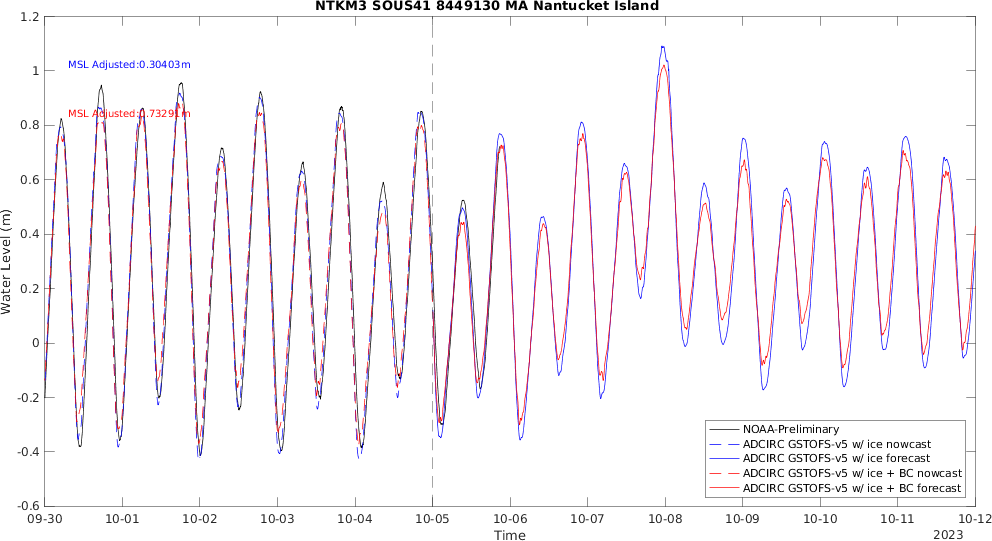 NTKM3 SOUS41 8449130 MA Nantucket Island
1.2
1
0.8
0.6
0.4
0.2
0
-0.2
-0.4
-0.6
Water Level (m)
MSL Adjusted:0.30403m
MSL Adjusted:0.73291m
NOAA-Preliminary
ADCIRC GSTOFS-v5 w/ ice nowcast
ADCIRC GSTOFS-v5 w/ ice forecast
ADCIRC GSTOFS-v5 w/ ice + BC nowcast
ADCIRC GSTOFS-v5 w/ ice + BC forecast
09-30 10-01 10-02 10-03 10-04 10-05 10-06 10-07 10-08 10-09 10-10 10-11 10-12
Time
2023